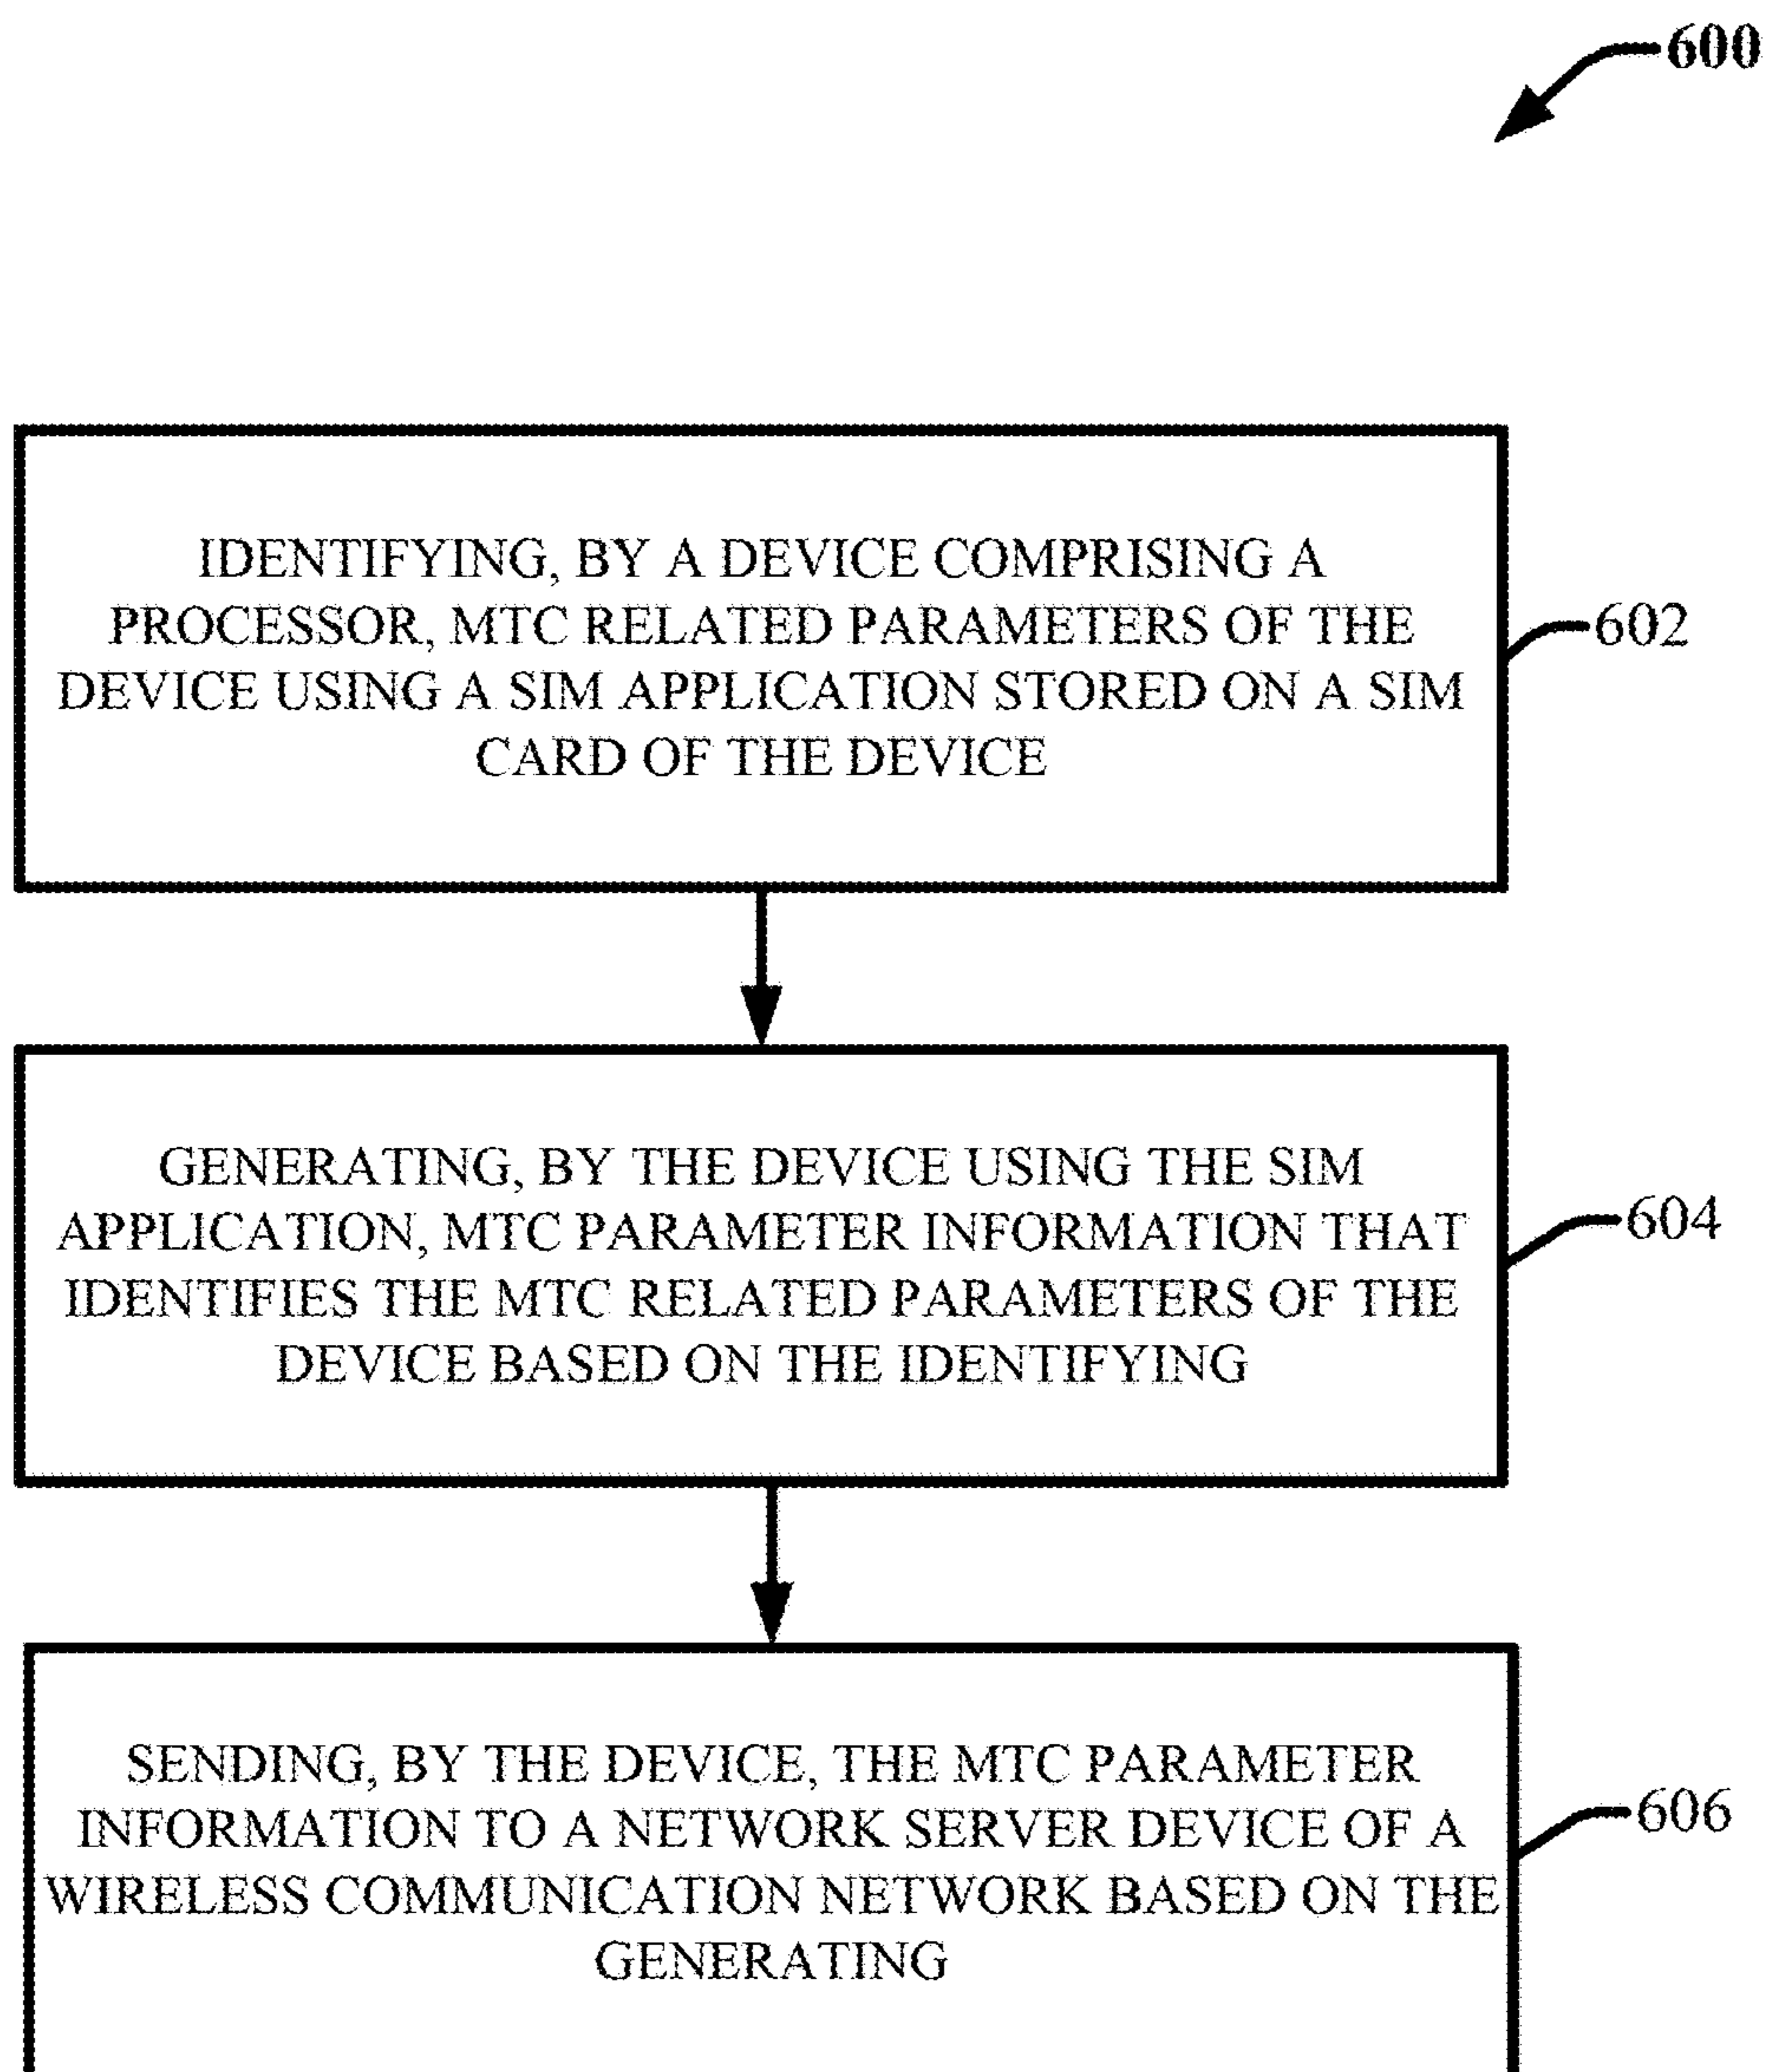 600
IDENTIFYING, BY A DEVICE COMPRISING A
PROCESSOR, MTC RELATED PARAMETERS OF THE
DEVICE USING A SIM APPLICATION STORED ON A SIM
CARD OF THE DEVICE
602
GENERATING, BY THE DEVICE USING THE SIM
APPLICATION, MTC PARAMETER INFORMATION THAT
IDENTIFIES THE MTC RELATED PARAMETERS OF THE
DEVICE BASED ON THE IDENTIFYING
604
SENDING, BY THE DEVICE, THE MTC PARAMETER
INFORMATION TO A NETWORK SERVER DEVICE OF A
WIRELESS COMMUNICATION NETWORK BASED ON THE
GENERATING
606